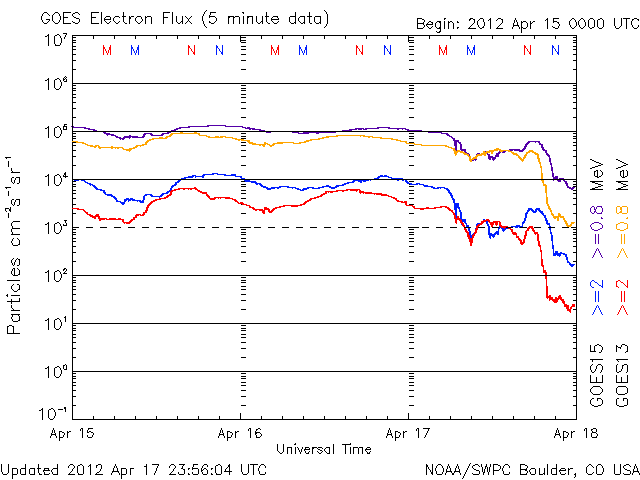 GOES Electron Flux (5 minute data)
Begin: 2012 Apr 15 0000 UTC
M M N N M M N N M M N N
10⁷
10⁶
10⁵
10⁴
10³
10²
10¹
10⁰
10⁻¹
Particles cm⁻²s⁻¹sr⁻¹
Apr 15 Apr 16 Apr 17 Apr 18
Universal Time
GOES15 >=2 >=0.8 MeV
GOES13 >=2 >=0.8 MeV
Updated 2012 Apr 17 23:56:04 UTC
NOAA/SWPC Boulder, CO USA